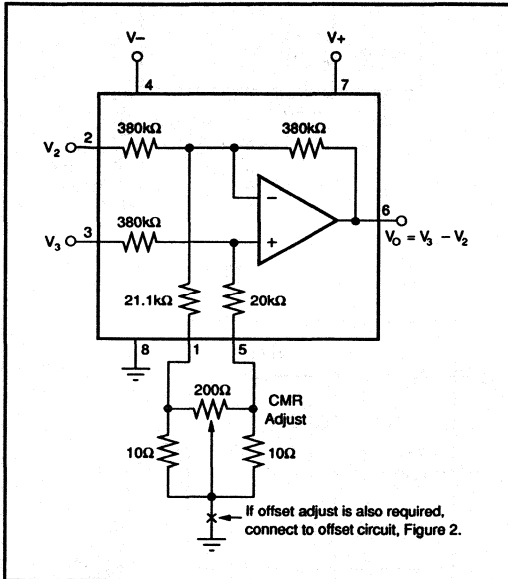 V– V+
4 7
380kΩ 380kΩ
2
V2
–
6
3 380kΩ
V3
+
VO = V3 – V2
21.1kΩ 20kΩ
8 1 5
200Ω CMR
Adjust
10Ω 10Ω
If offset adjust is also required,
connect to offset circuit, Figure 2.